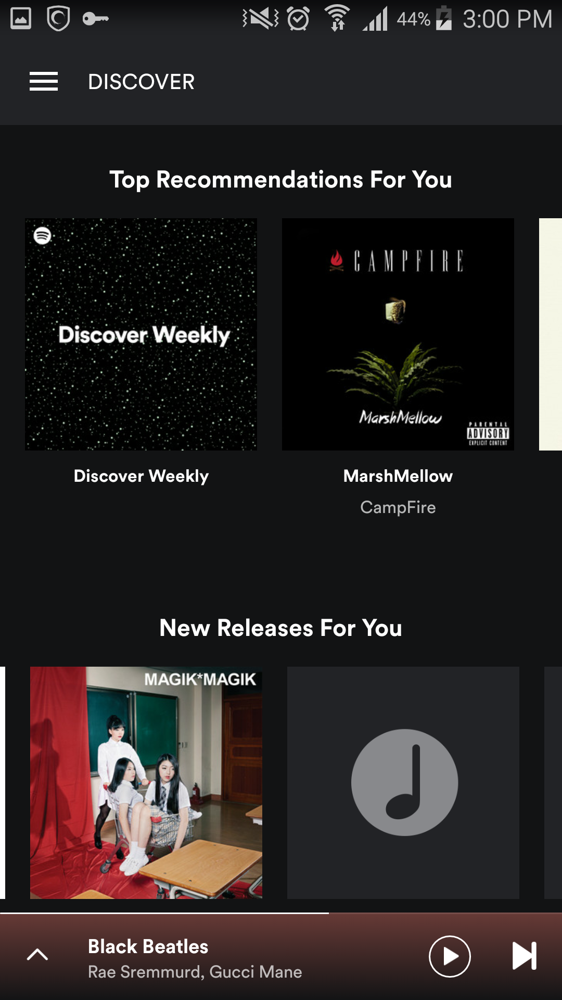 44% 3:00 PM
DISCOVER
Top Recommendations For You
Discover Weekly
CAMPFIRE
MarshMellow
PARENTAL
ADVISORY
EXPLICIT CONTENT
Discover Weekly
MarshMellow
CampFire
New Releases For You
MAGIK*MAGIK
Black Beatles
Rae Sremmurd, Gucci Mane